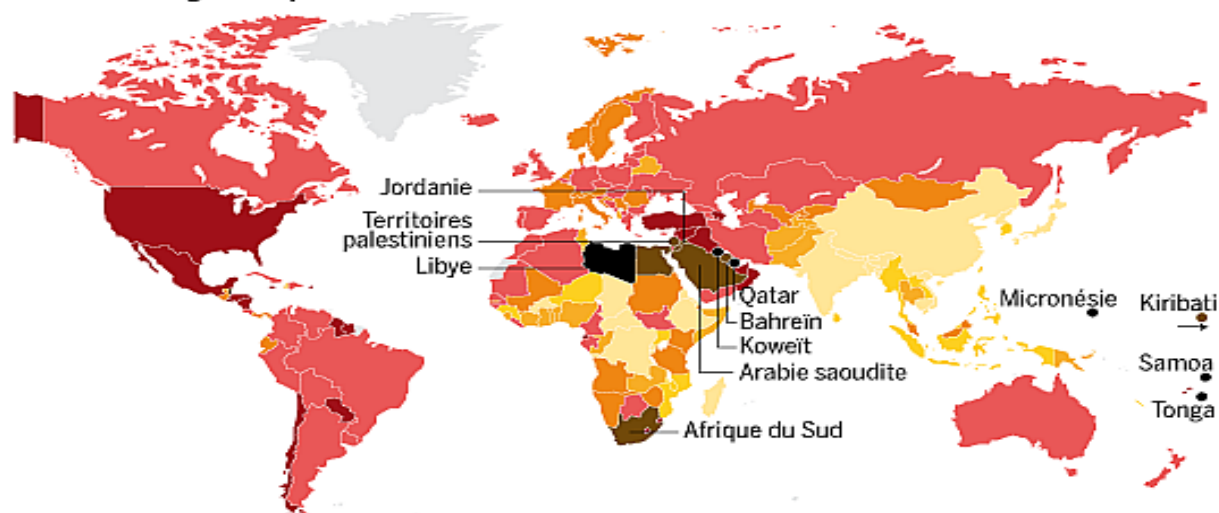 Jordanie
Territoires
palestiniens
Libye
Qatar
Bahreïn
Koweït
Arabie saoudite
Afrique du Sud
Micronésie
Kiribati
Samoa
Tonga